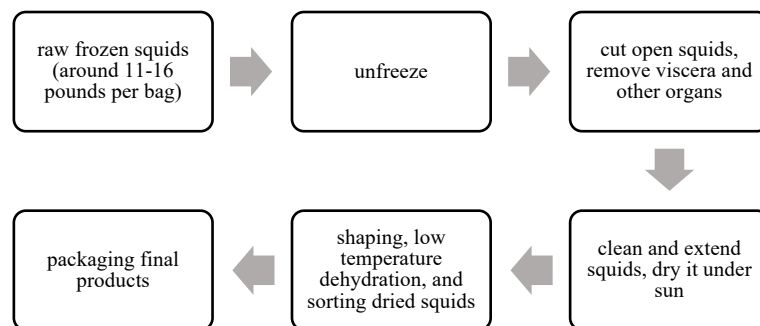 raw frozen squids
(around 11-16
pounds per bag)
unfreeze
cut open squids,
remove viscera and
other organs
clean and extend
squids, dry it under
sun
shaping, low
temperature
dehydration, and
sorting dried squids
packaging final
products